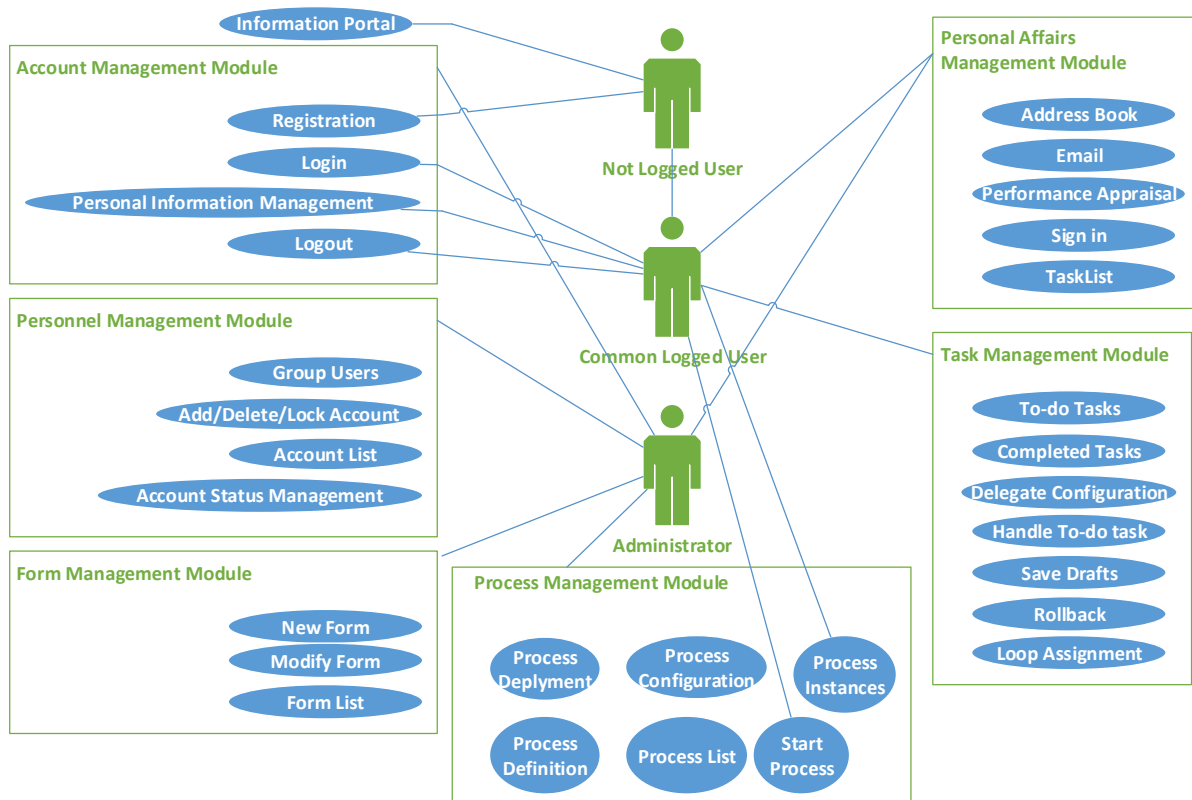 Information Portal
Account Management Module
Registration
Login
Personal Information Management
Logout
Personnel Management Module
Group Users
Add/Delete/Lock Account
Account List
Account Status Management
Form Management Module
New Form
Modify Form
Form List
Not Logged User
Common Logged User
Administrator
Process Management Module
Process
Deplyment
Process
Configuration
Process
Instances
Process
Definition
Process List
Start
Process
Personal Affairs
Management Module
Address Book
Email
Performance Appraisal
Sign in
TaskList
Task Management Module
To-do Tasks
Completed Tasks
Delegate Configuration
Handle To-do task
Save Drafts
Rollback
Loop Assignment